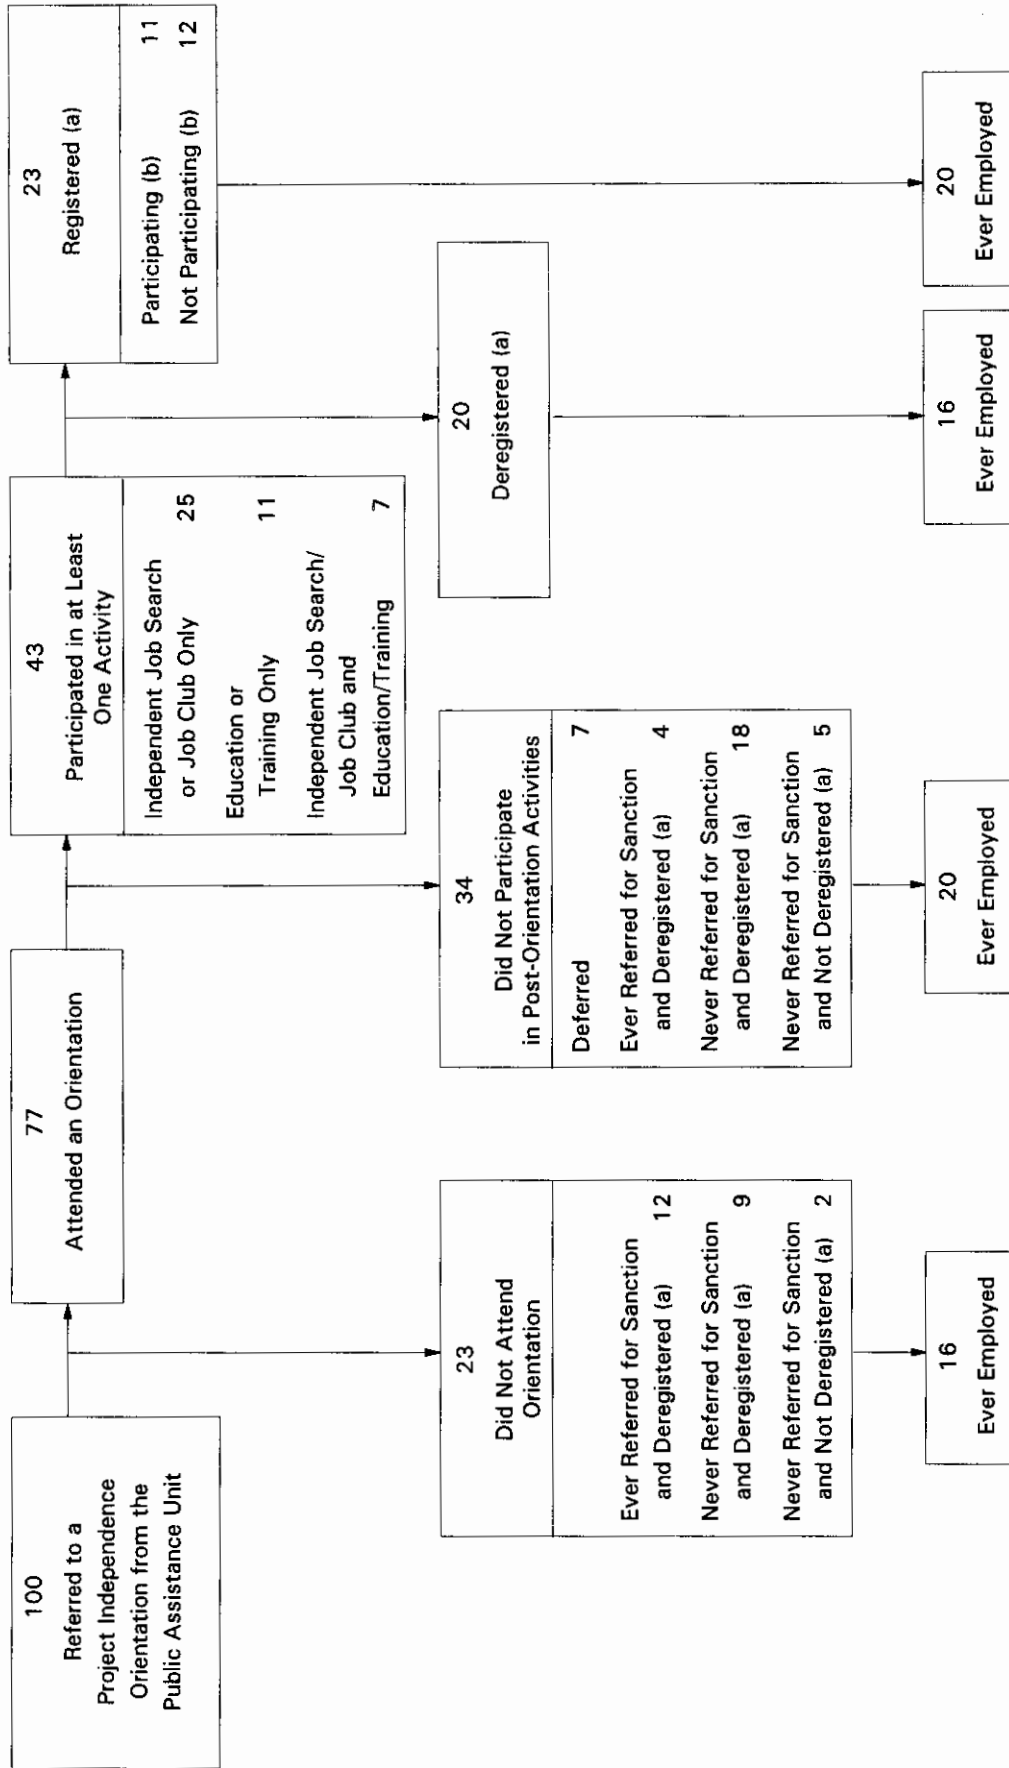 100
Referred to a
Project Independence
Orientation from the
Public Assistance Unit
77
Attended an Orientation
43
Participated in at Least
One Activity
Independent Job Search
or Job Club Only 25
Education or
Training Only 11
Independent Job Search/
Job Club and
Education/Training 7
23
Registered (a)
Participating (b) 11
Not Participating (b) 12
23
Did Not Attend
Orientation
Ever Referred for Sanction
and Deregistered (a) 12
Never Referred for Sanction
and Deregistered (a) 9
Never Referred for Sanction
and Not Deregistered (a) 2
34
Did Not Participate
in Post-Orientation Activities
Deferred 7
Ever Referred for Sanction
and Deregistered (a) 4
Never Referred for Sanction
and Deregistered (a) 18
Never Referred for Sanction
and Not Deregistered (a) 5
20
Deregistered (a)
16
Ever Employed
20
Ever Employed
16
Ever Employed
20
Ever Employed